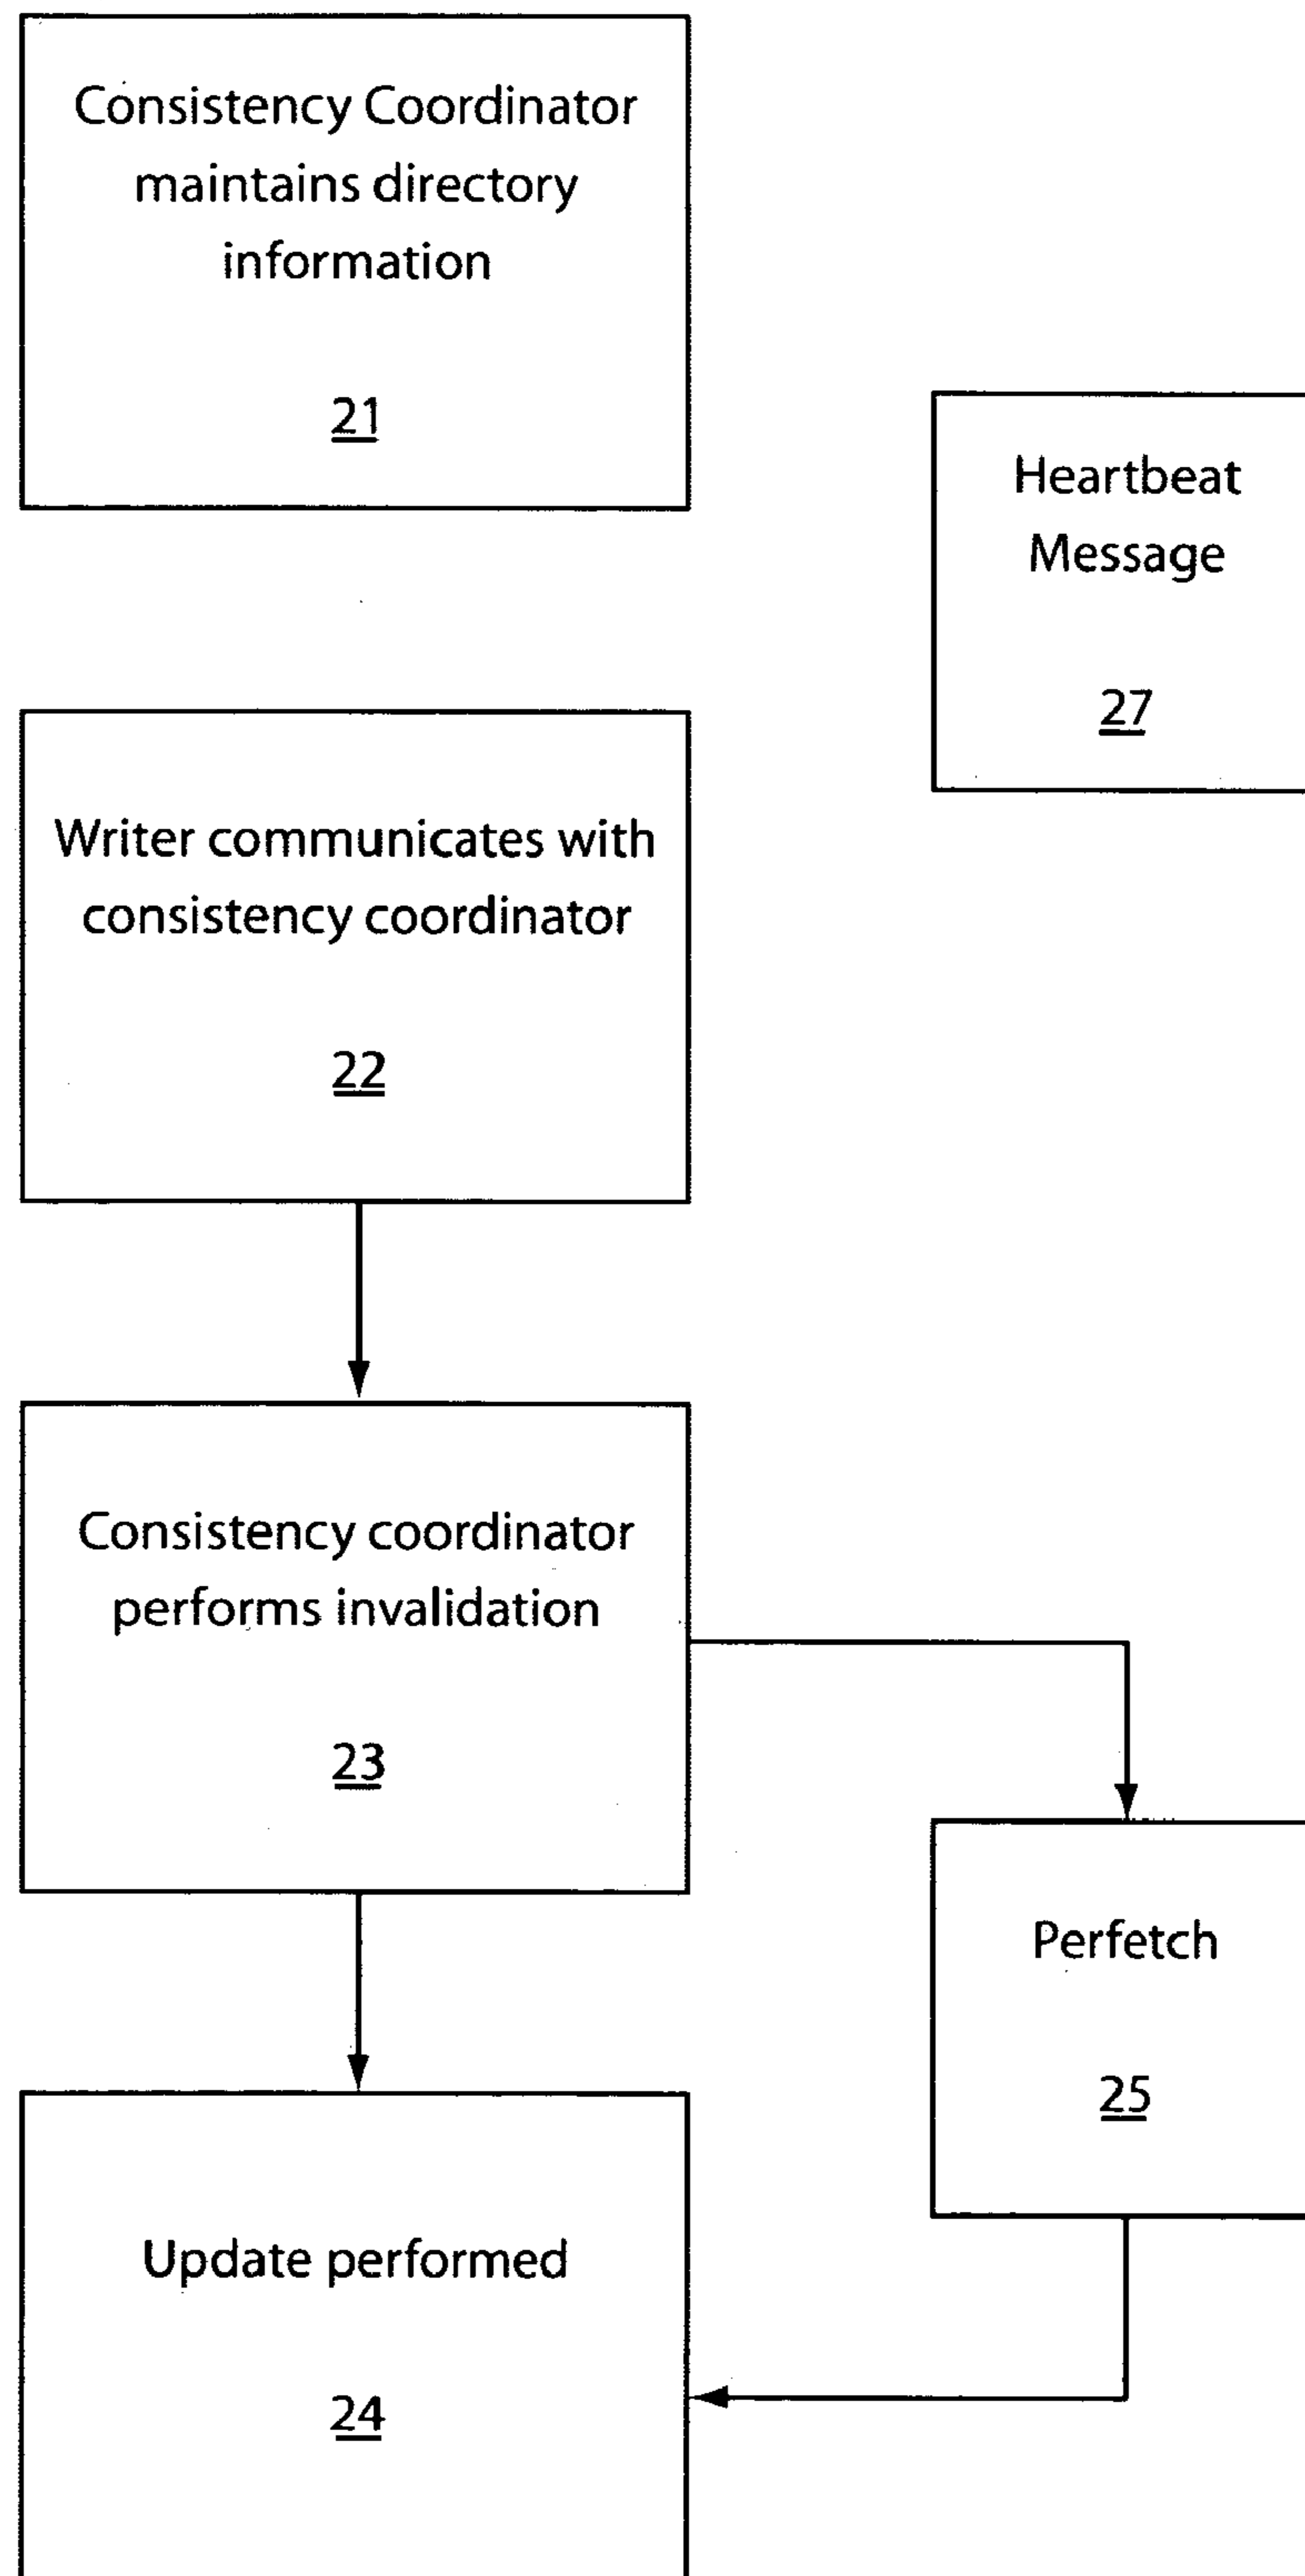 Consistency Coordinator
maintains directory
information
21
Heartbeat
Message
27
Writer communicates with
consistency coordinator
22
Consistency coordinator
performs invalidation
23
Perfetch
25
Update performed
24